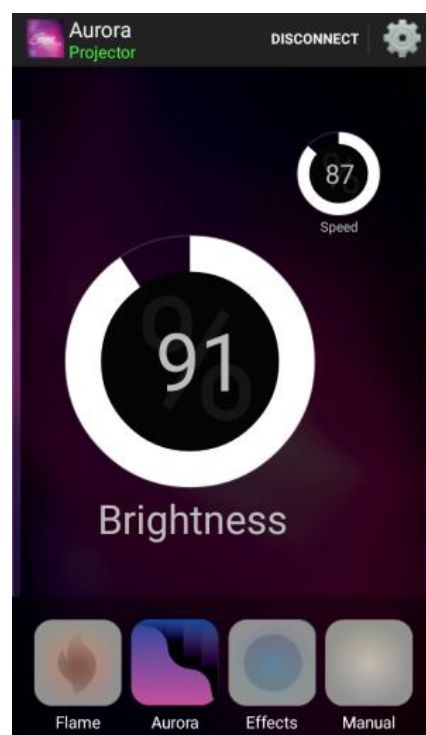 Aurora
Projector
DISCONNECT
87
%
Speed
91
%
Brightness
Flame
Aurora
Effects
Manual